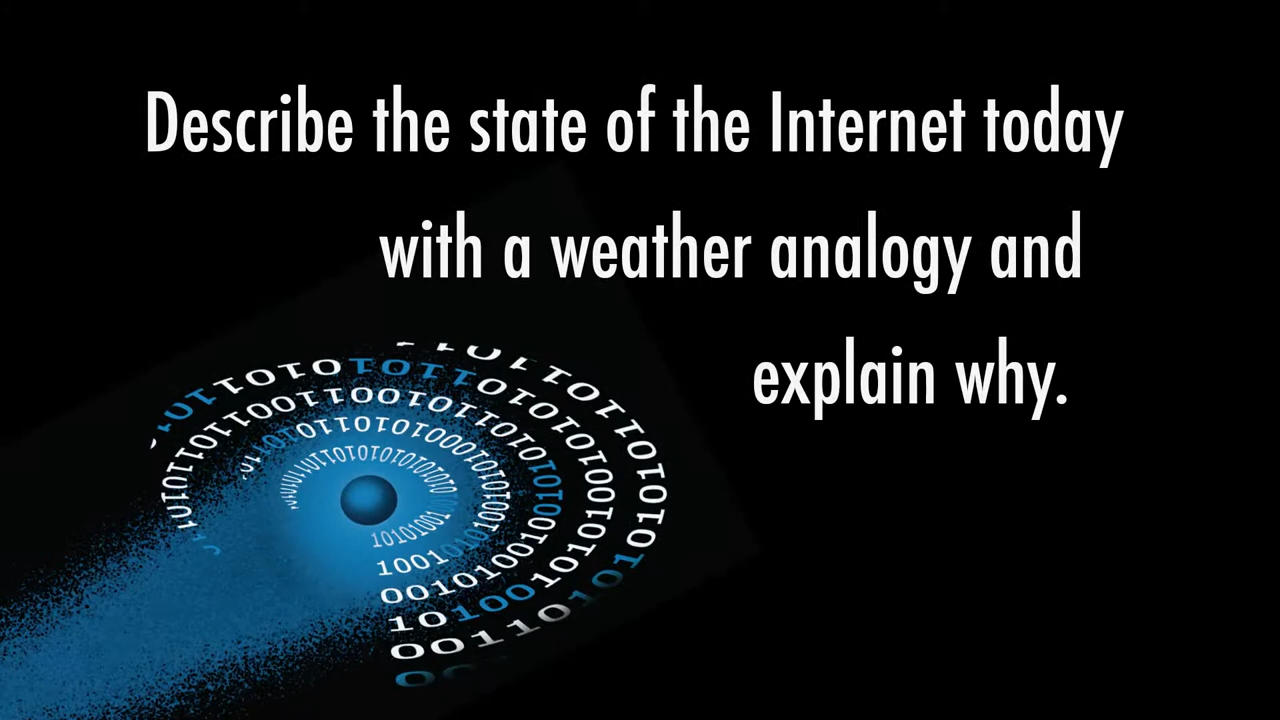 Describe the state of the Internet today
with a weather analogy and
explain why.